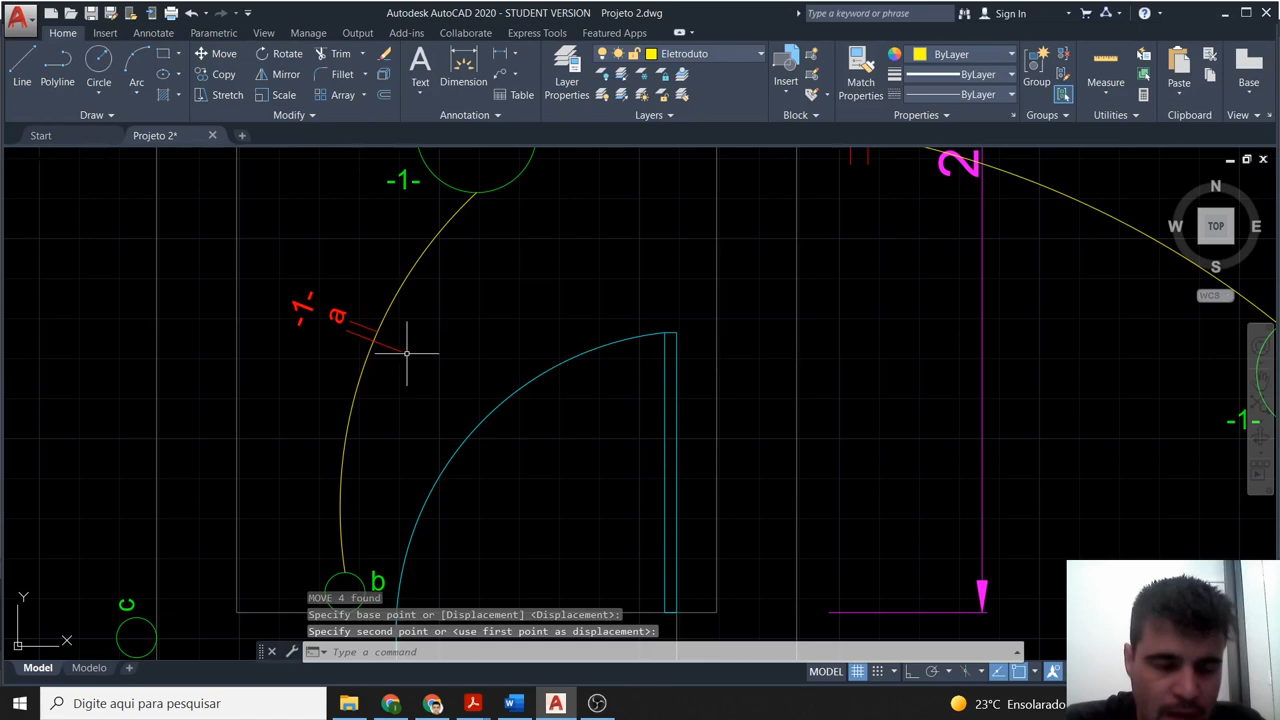 Autodesk AutoCAD 2020 - STUDENT VERSION Projeto 2.dwg
Type a keyword or phrase
Sign In
Home Insert Annotate Parametric View Manage Output Add-ins Collaborate Express Tools Featured Apps
Line Polyline Circle Arc
Move Rotate Trim
Copy Mirror Fillet
Stretch Scale Array
Text Dimension Table
Layer Properties
Eletroduto
Insert
Match Properties
ByLayer
ByLayer
ByLayer
Group
Measure
Paste
Base
Draw Modify Annotation Layers Block Properties Groups Utilities Clipboard View
Start Projeto 2*
N
W TOP E
S
WCS
-1-
2
-1-
a
-1-
b
c
Y
X
MOVE 4 found
Specify base point or [Displacement] <Displacement>:
Specify second point or <use first point as displacement>:
Type a command
Model Modelo
MODEL
Digite aqui para pesquisar
23°C Ensolarado